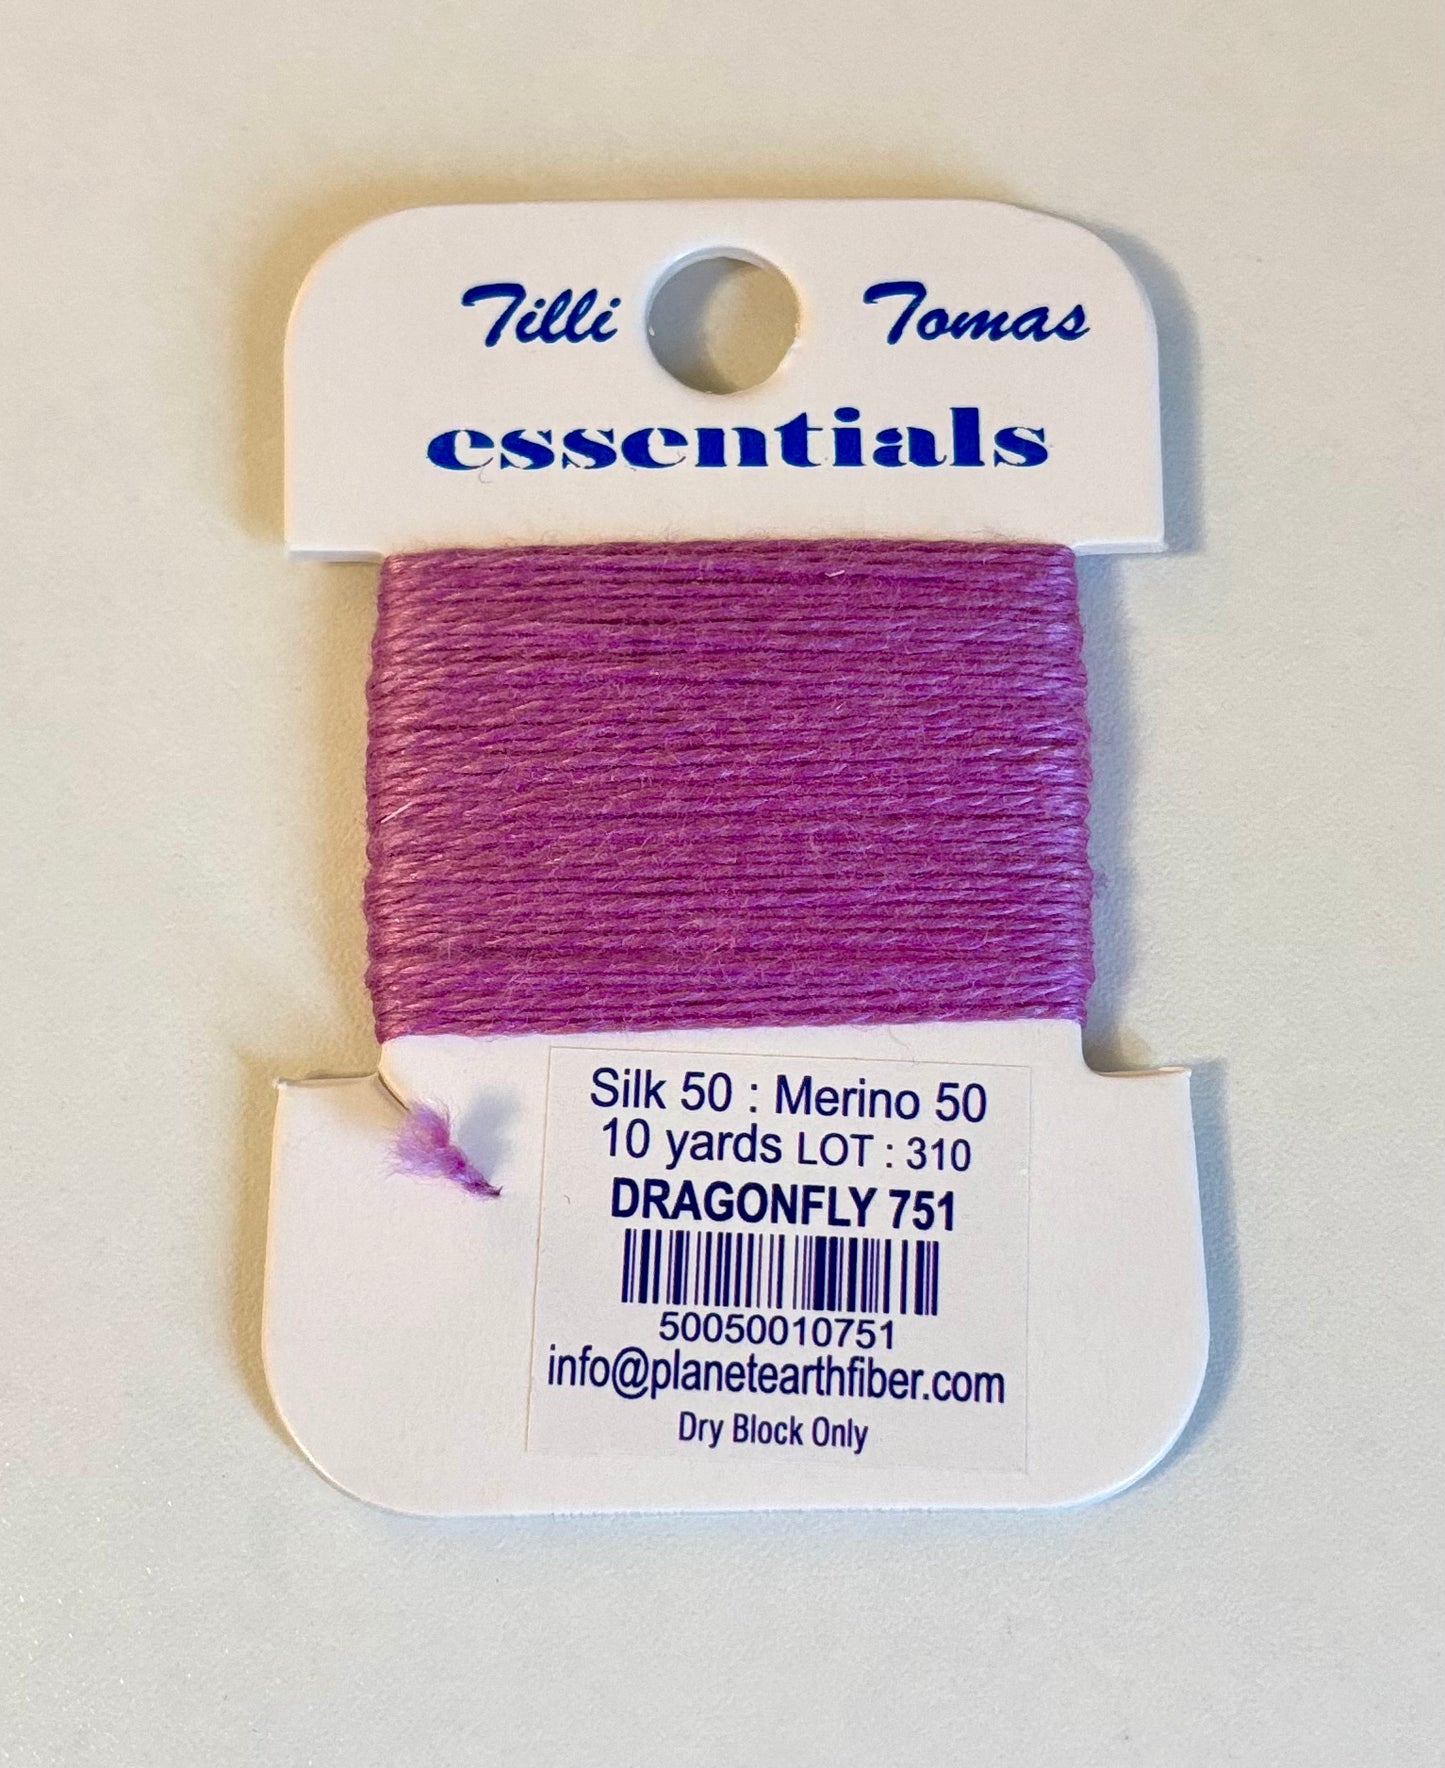 Tilli Tomas
essentials
Silk 50 : Merino 50
10 yards LOT : 310
DRAGONFLY 751
50050010751
info@planetearthfiber.com
Dry Block Only